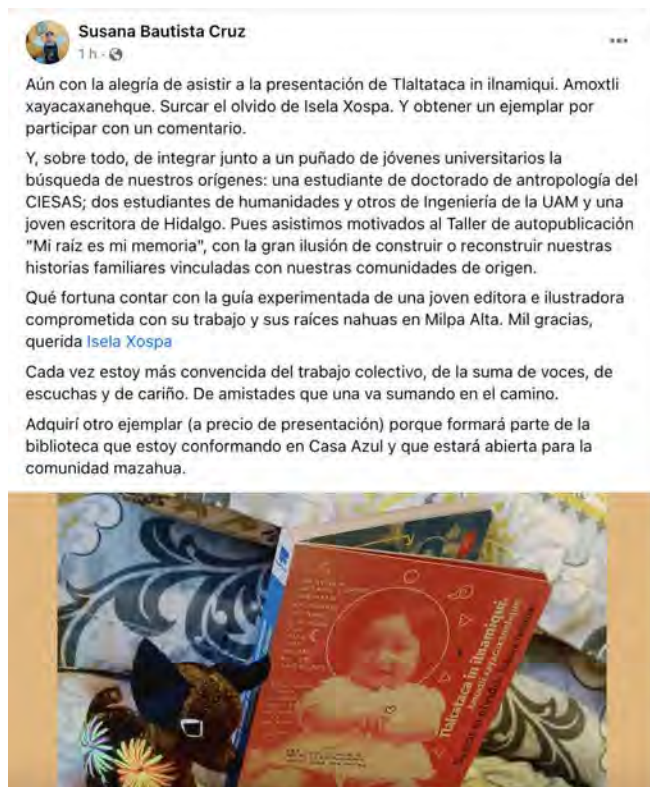 Susana Bautista Cruz
1 h ·
Aún con la alegría de asistir a la presentación de Tlaltataca in ilnamiqui. Amoxtli
xayacaxanehque. Surcar el olvido de Isela Xospa. Y obtener un ejemplar por
participar con un comentario.
Y, sobre todo, de integrar junto a un puñado de jóvenes universitarios la
búsqueda de nuestros orígenes: una estudiante de doctorado de antropología del
CIESAS; dos estudiantes de humanidades y otros de Ingeniería de la UAM y una
joven escritora de Hidalgo. Pues asistimos motivados al Taller de autopublicación
"Mi raíz es mi memoria", con la gran ilusión de construir o reconstruir nuestras
historias familiares vinculadas con nuestras comunidades de origen.
Qué fortuna contar con la guía experimentada de una joven editora e ilustradora
comprometida con su trabajo y sus raíces nahuas en Milpa Alta. Mil gracias,
querida Isela Xospa
Cada vez estoy más convencida del trabajo colectivo, de la suma de voces, de
escuchas y de cariño. De amistades que una va sumando en el camino.
Adquirí otro ejemplar (a precio de presentación) porque formará parte de la
biblioteca que estoy conformando en Casa Azul y que estará abierta para la
comunidad mazahua.
Tlaltataca in ilnamiqui.